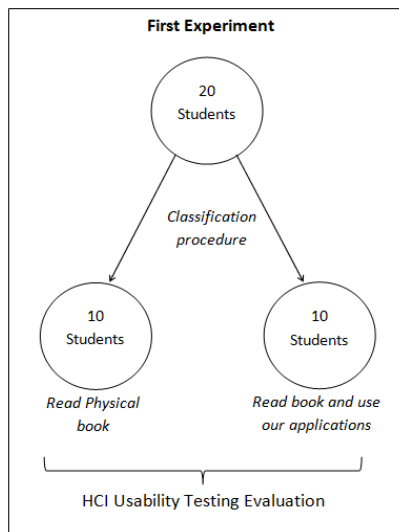 First Experiment
20
Students
Classification
procedure
10
Students
10
Students
Read Physical
book
Read book and use
our applications
HCI Usability Testing Evaluation